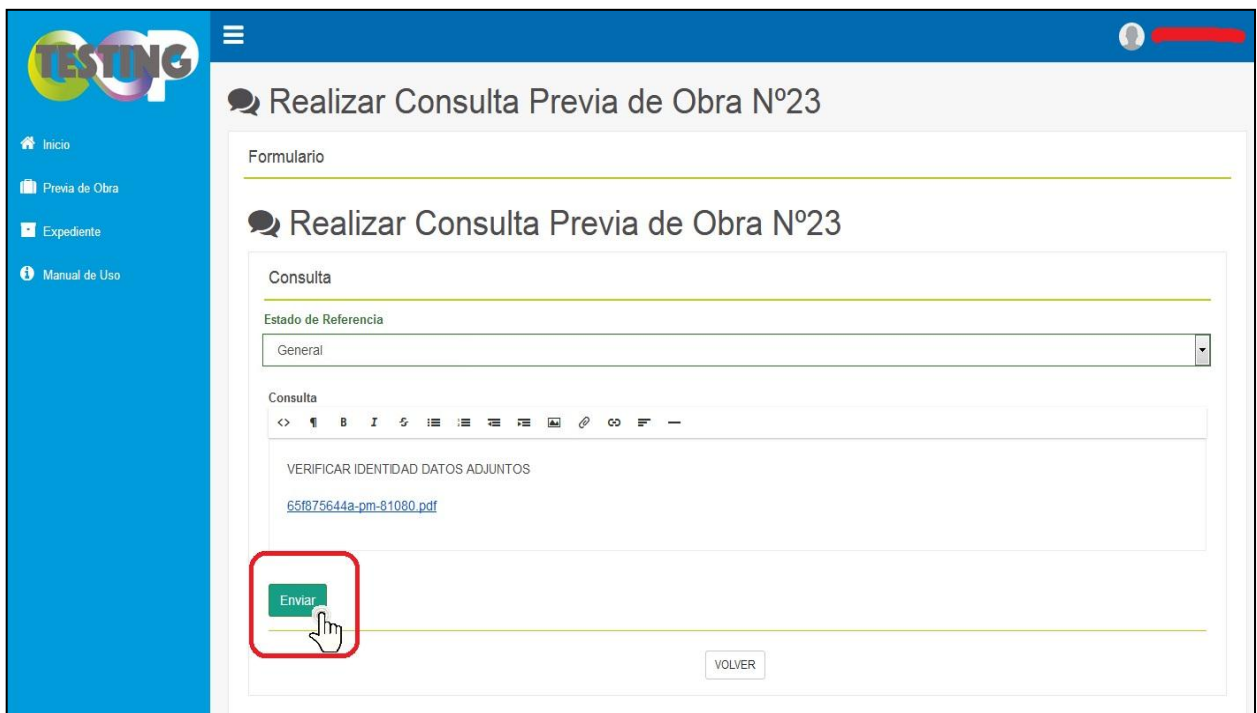 TESTING
Realizar Consulta Previa de Obra Nº23
Inicio
Previa de Obra
Expediente
Manual de Uso
Formulario
Realizar Consulta Previa de Obra Nº23
Consulta
Estado de Referencia
General
Consulta
VERIFICAR IDENTIDAD DATOS ADJUNTOS
65f875644a-pm-81080.pdf
Enviar
VOLVER